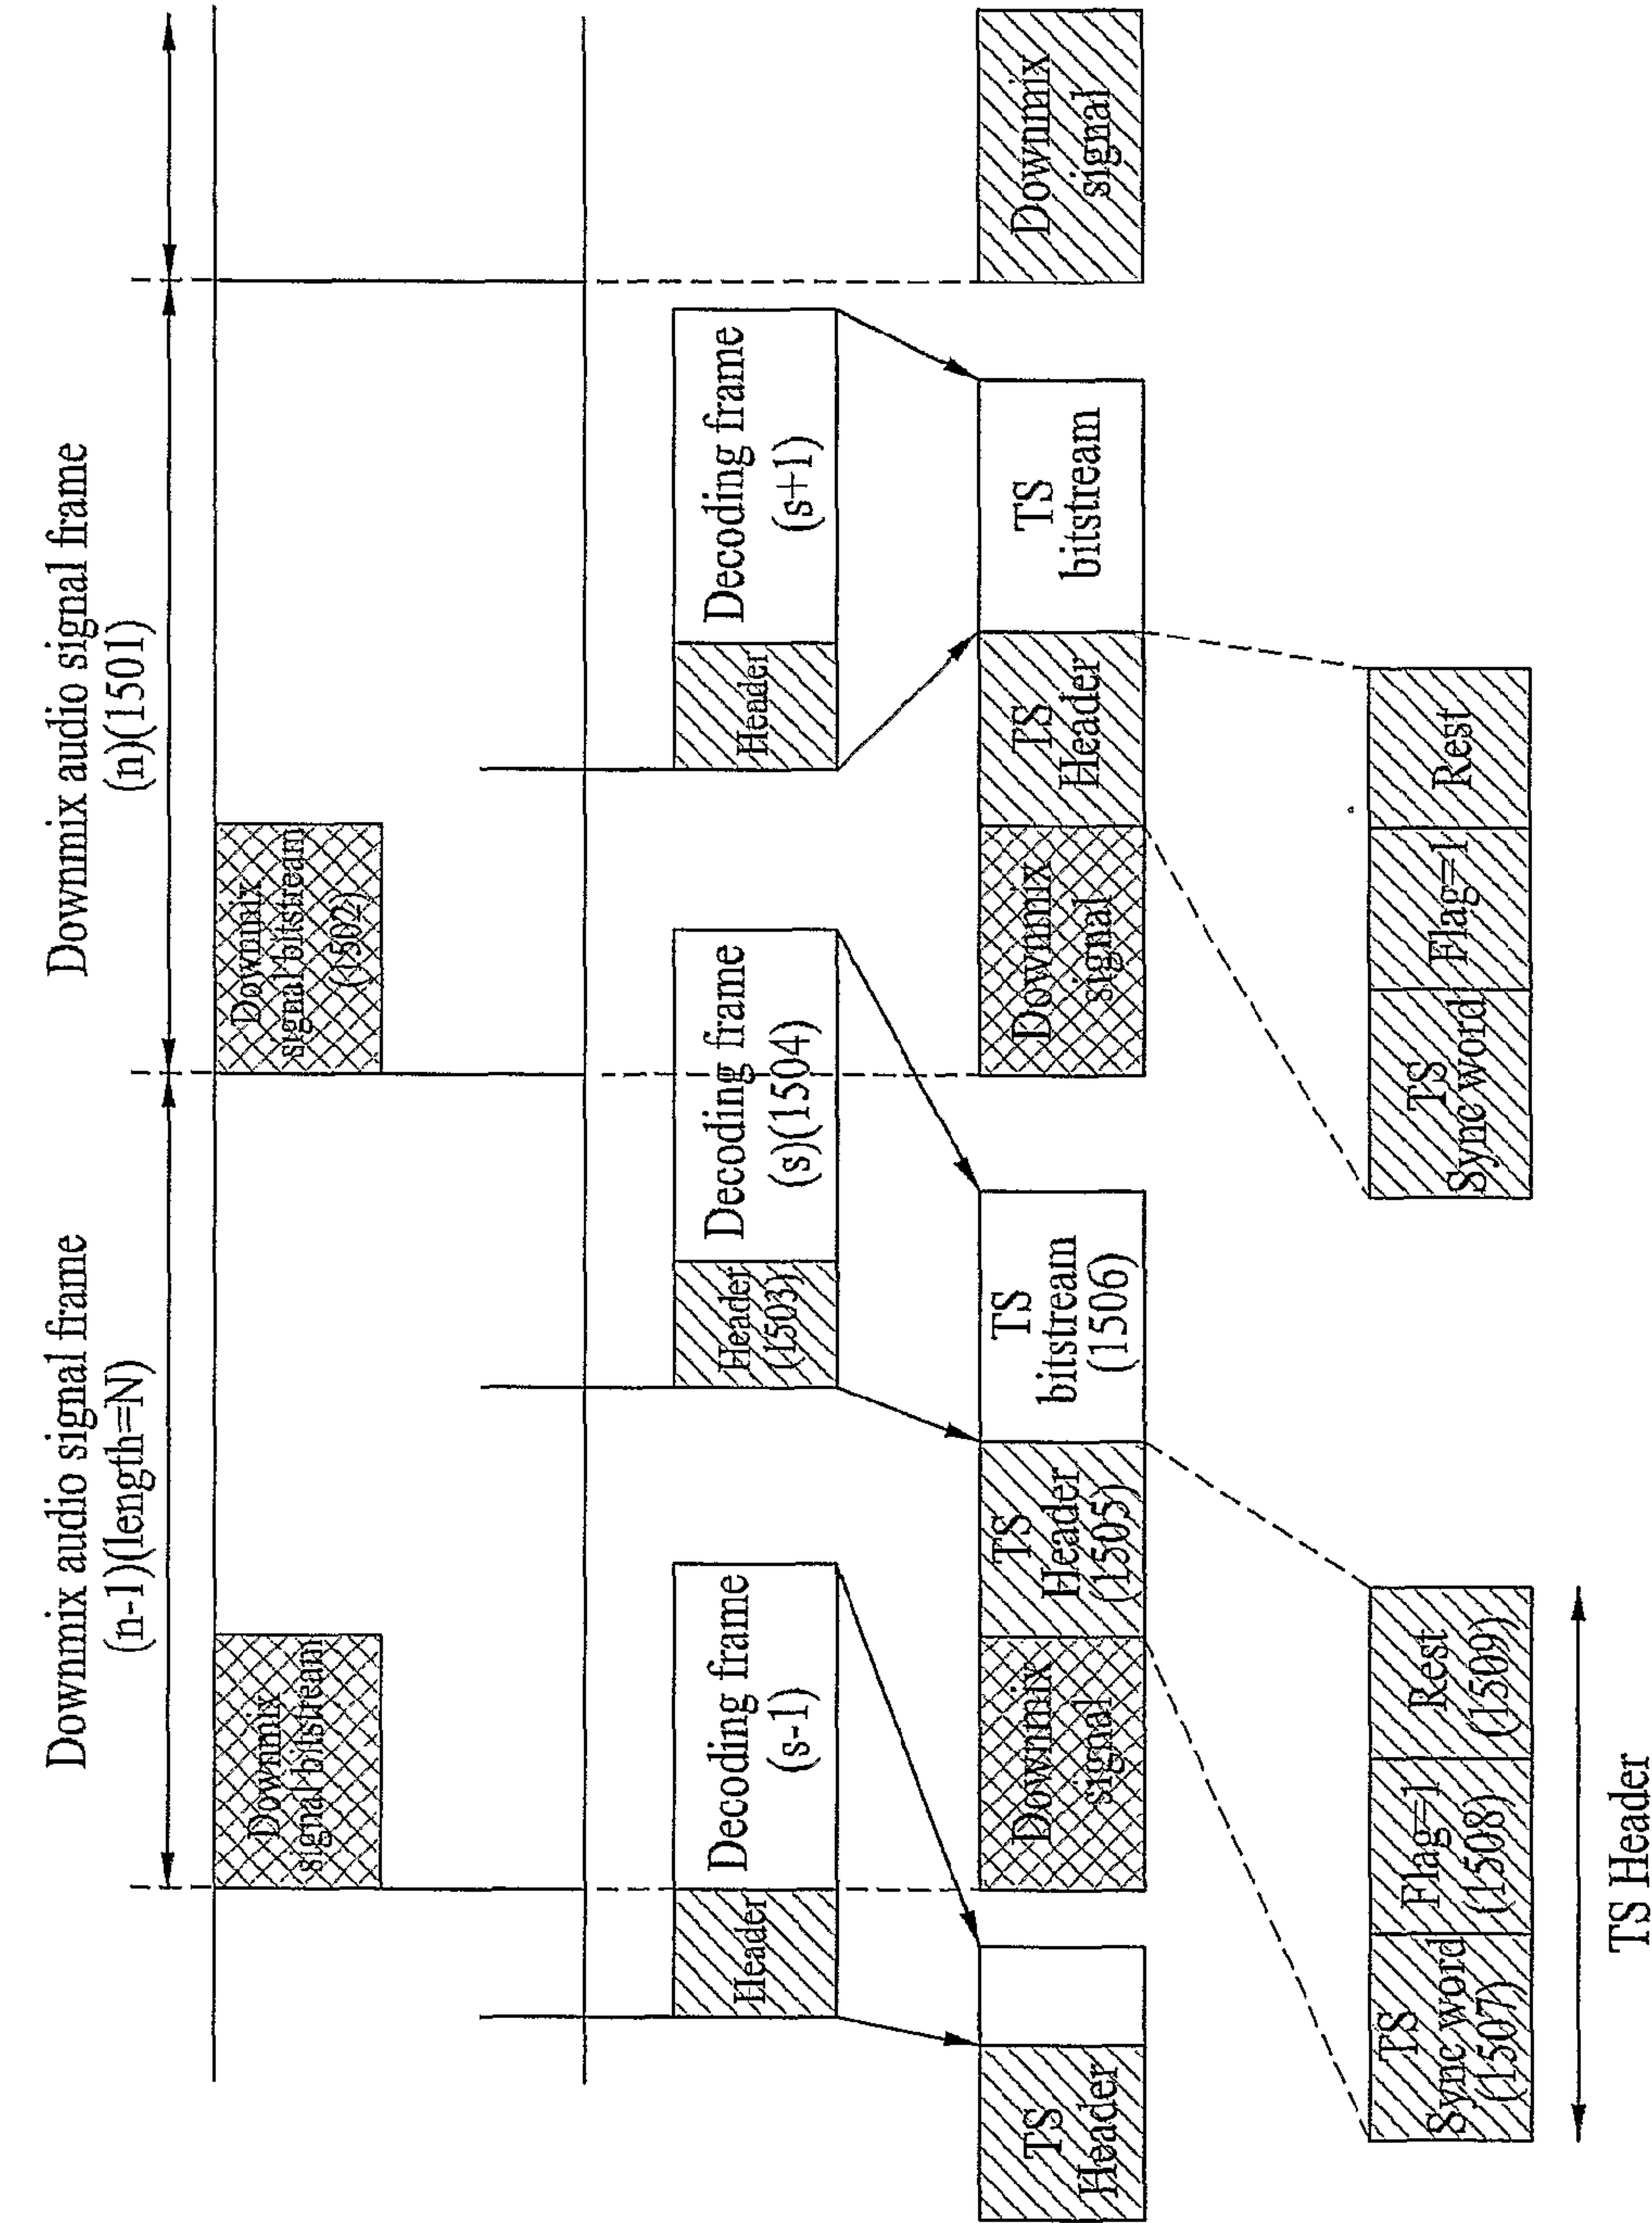 Downmix audio signal frame
(n-1)(length=N)
Downmix audio signal frame
(n)(1501)
Downmix
signal bitstream
Downmix
signal bitstream
(1502)
Header
Decoding frame
(s-1)
Header
(1503)
Decoding frame
(s)(1504)
Header
Decoding frame
(s+1)
TS
Header
Downmix
signal
TS
Header
(1505)
TS
bitstream
(1506)
Downmix
signal
TS
Header
TS
bitstream
Downmix
signal
TS
Sync word
(1507)
Flag=1
(1508)
Rest
(1509)
TS
Sync word
Flag=1
Rest
TS Header